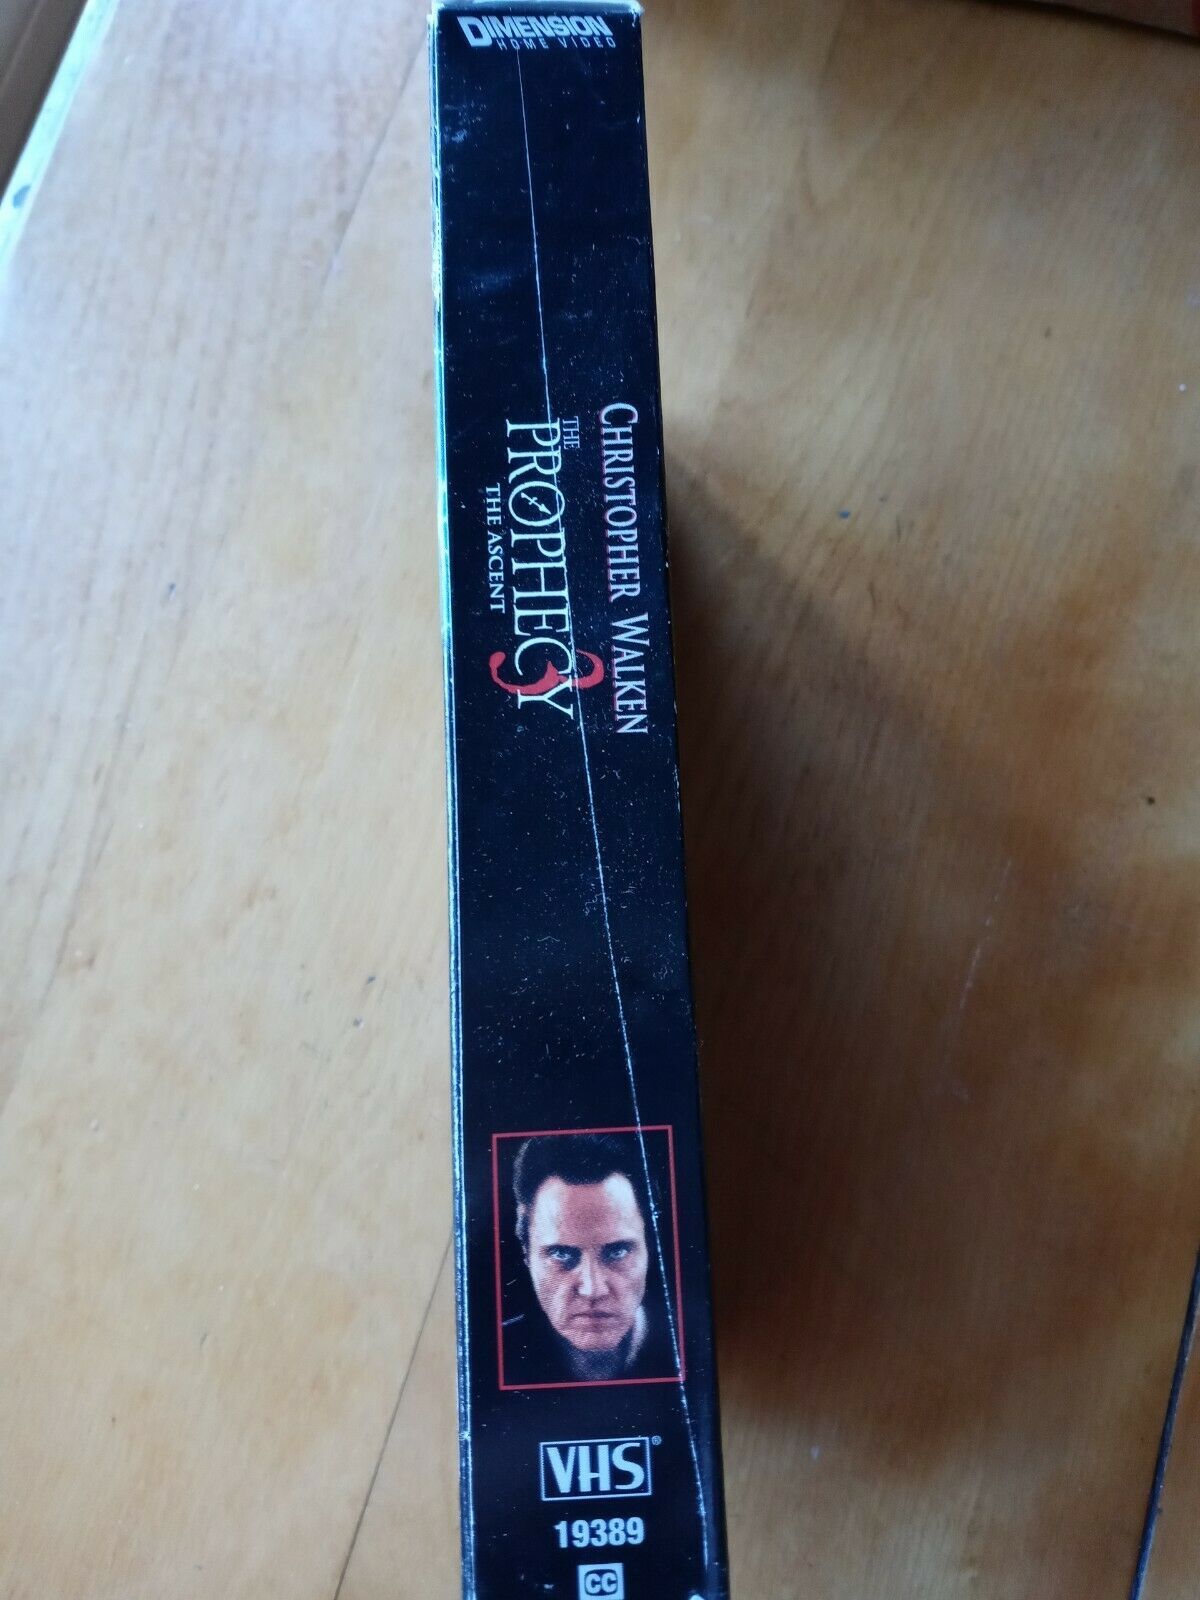 DIMENSION
HOME VIDEO
CHRISTOPHER WALKEN
THE
PROPHECY
3
THE ASCENT
VHS®
19389
CC